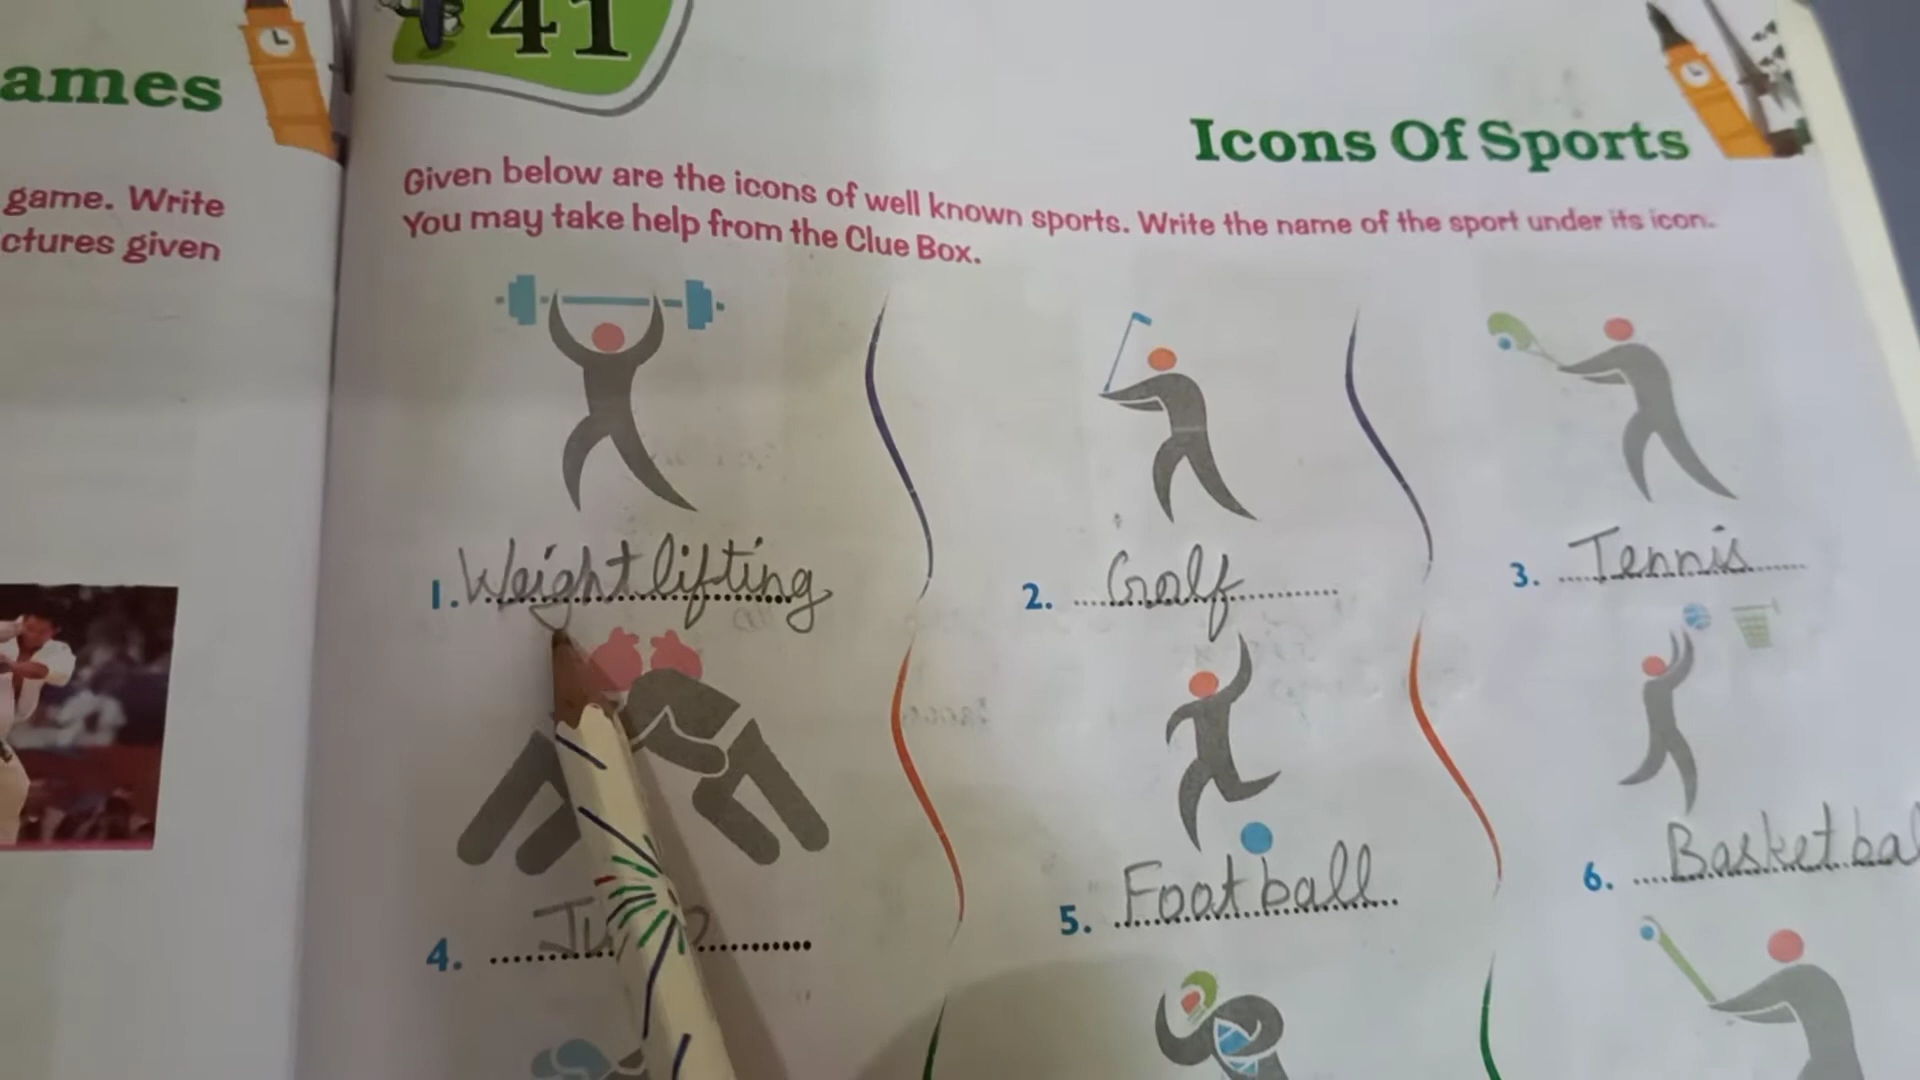 ames
game. Write
ctures given
41
Icons Of Sports
Given below are the icons of well known sports. Write the name of the sport under its icon.
You may take help from the Clue Box.
1. Weightlifting
2. Golf
3. Tennis
4.
5. Football
6. Basketbal